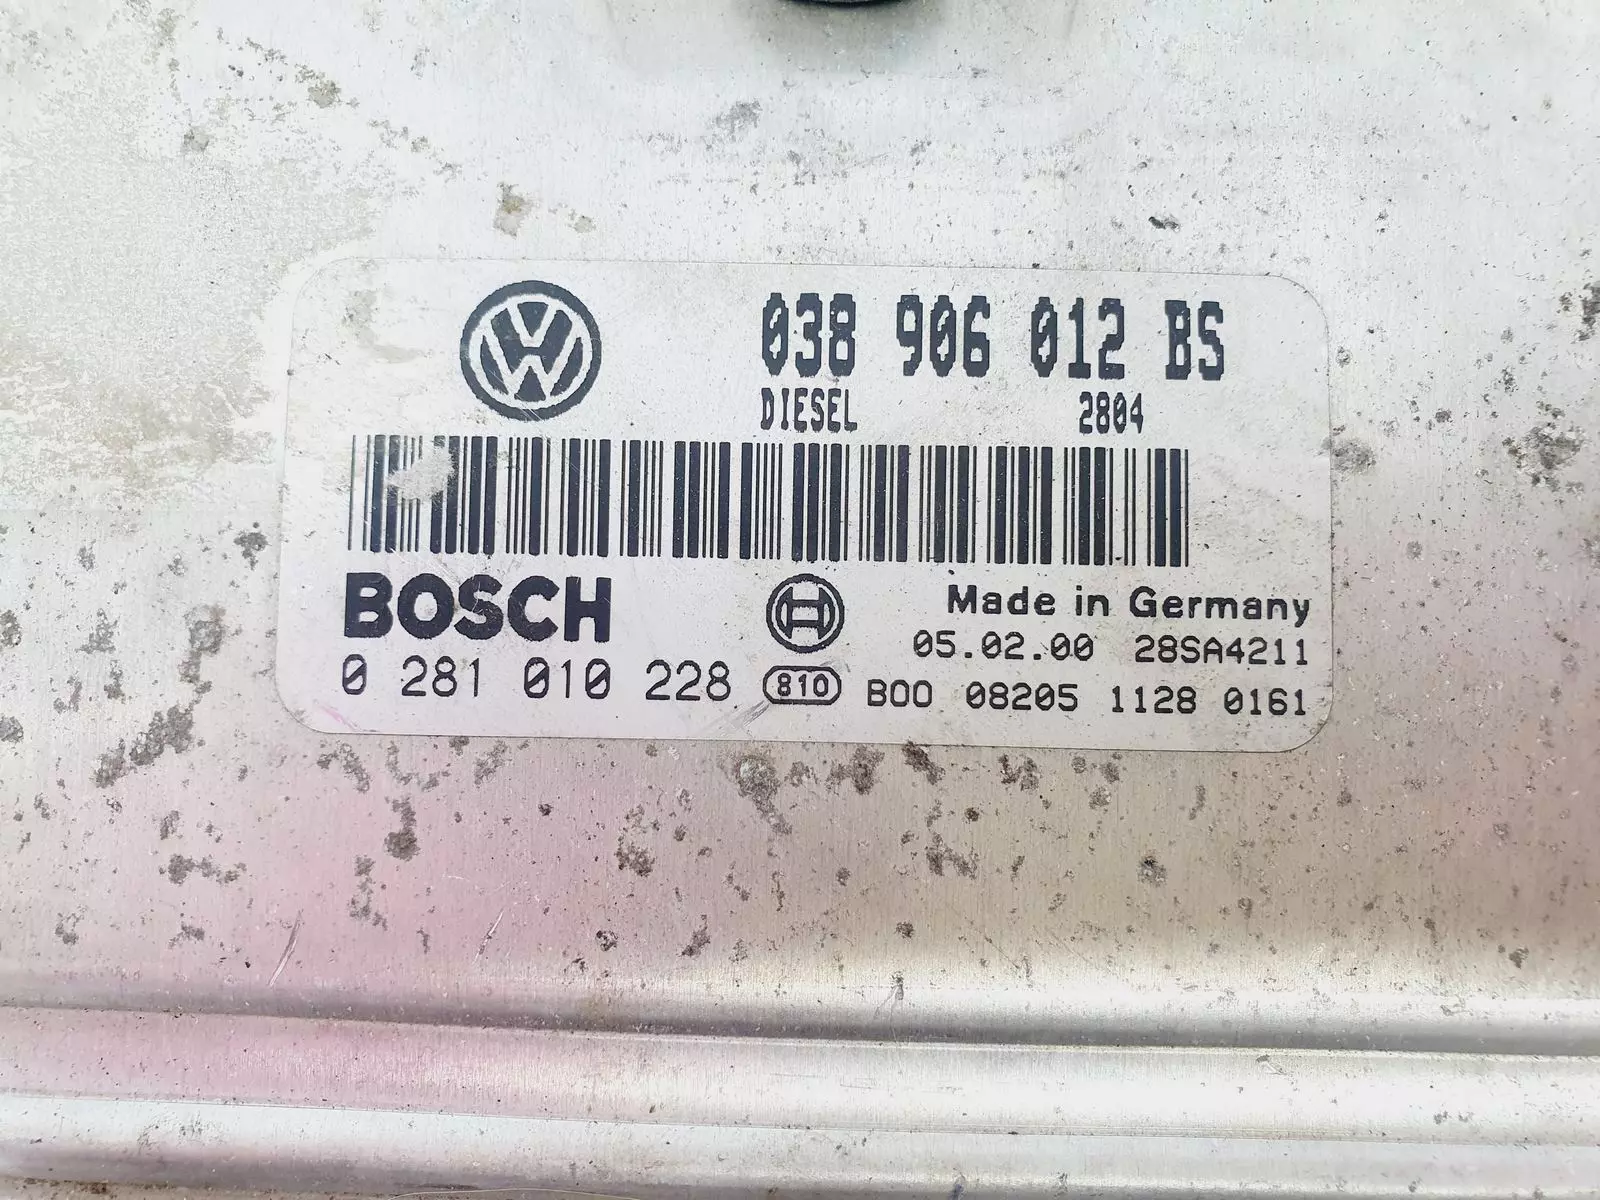 038 906 012 BS
DIESEL 2804
BOSCH
Made in Germany
05.02.00 28SA4211
0 281 010 228 810 B00 08205 1128 0161